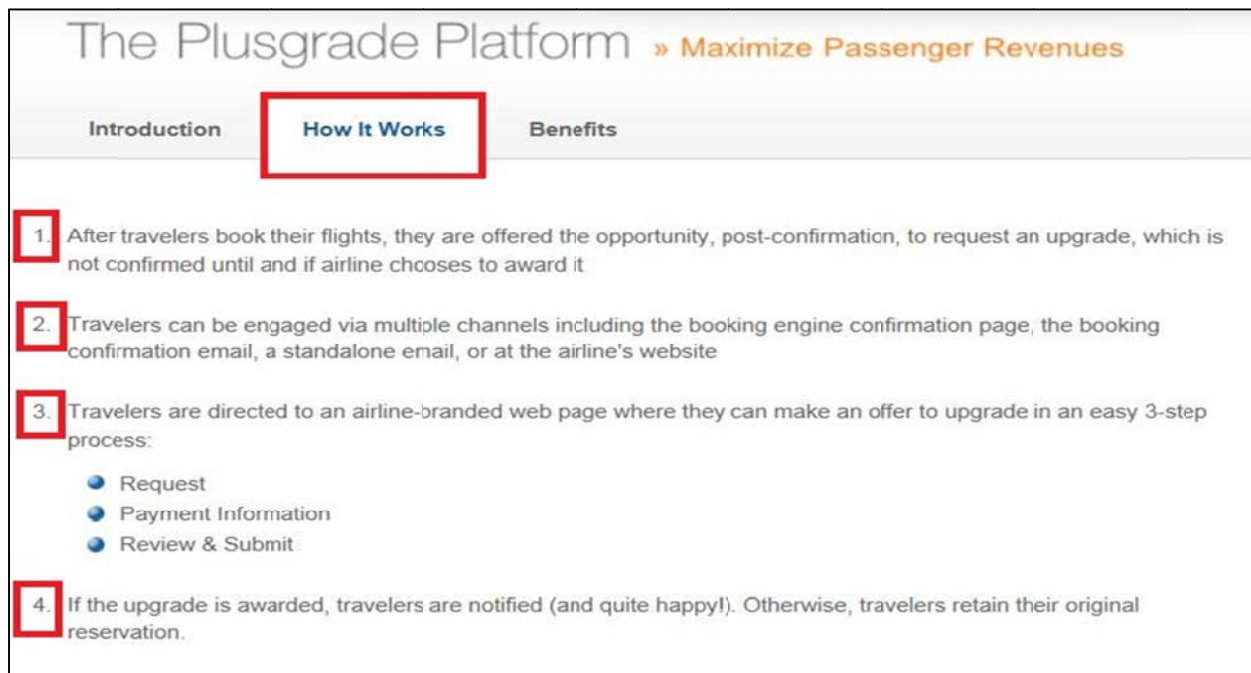 The Plusgrade Platform » Maximize Passenger Revenues
Introduction How It Works Benefits
1. After travelers book their flights, they are offered the opportunity, post-confirmation, to request an upgrade, which is
not confirmed until and if airline chooses to award it
2. Travelers can be engaged via multiple channels including the booking engine confirmation page, the booking
confirmation email, a standalone email, or at the airline's website
3. Travelers are directed to an airline-branded web page where they can make an offer to upgrade in an easy 3-step
process:
Request
Payment Information
Review & Submit
4. If the upgrade is awarded, travelers are notified (and quite happy!). Otherwise, travelers retain their original
reservation.